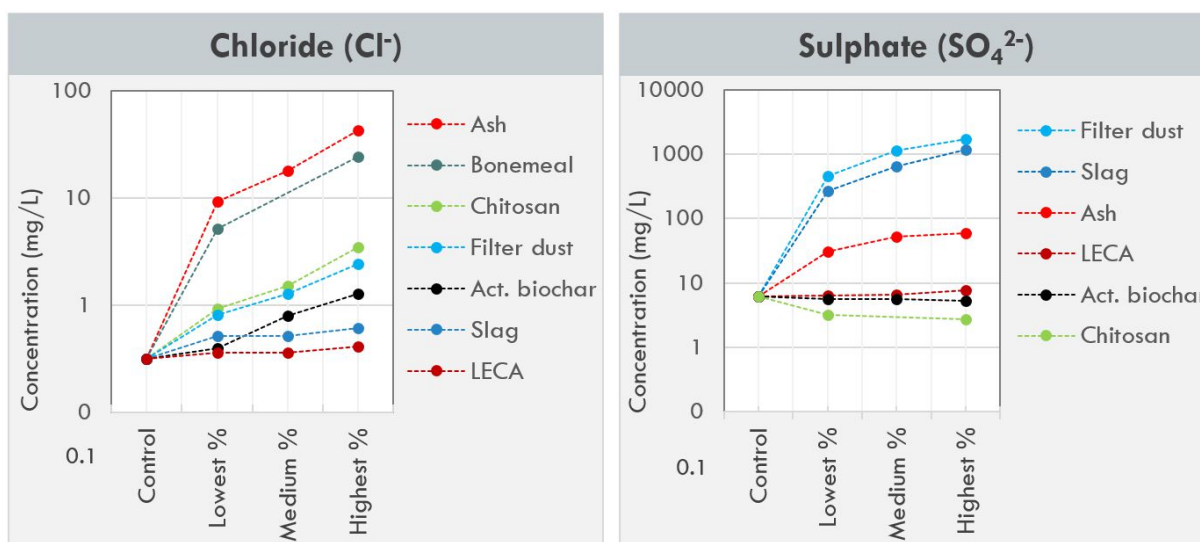 Chloride (Cl⁻)
Concentration (mg/L)
100
10
1
0
0.1
Control
Lowest %
Medium %
Highest %
Ash
Bonemeal
Chitosan
Filter dust
Act. biochar
Slag
LECA
Sulphate (SO₄²⁻)
Concentration (mg/L)
10000
1000
100
10
1
0
0.1
Control
Lowest %
Medium %
Highest %
Filter dust
Slag
Ash
LECA
Act. biochar
Chitosan